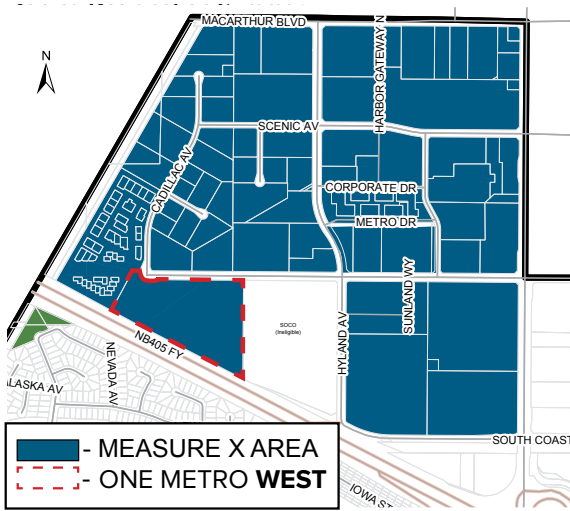 MACARTHUR BLVD
HARBOR GATEWAY N
N
SCENIC AV
CADILLAC AV
CORPORATE DR
METRO DR
SUNLAND WY
HYLAND AV
SOCO
(Ineligible)
NB405 FY
NEVADA AV
ALASKA AV
SOUTH COAST
IOWA ST
- MEASURE X AREA
- ONE METRO WEST